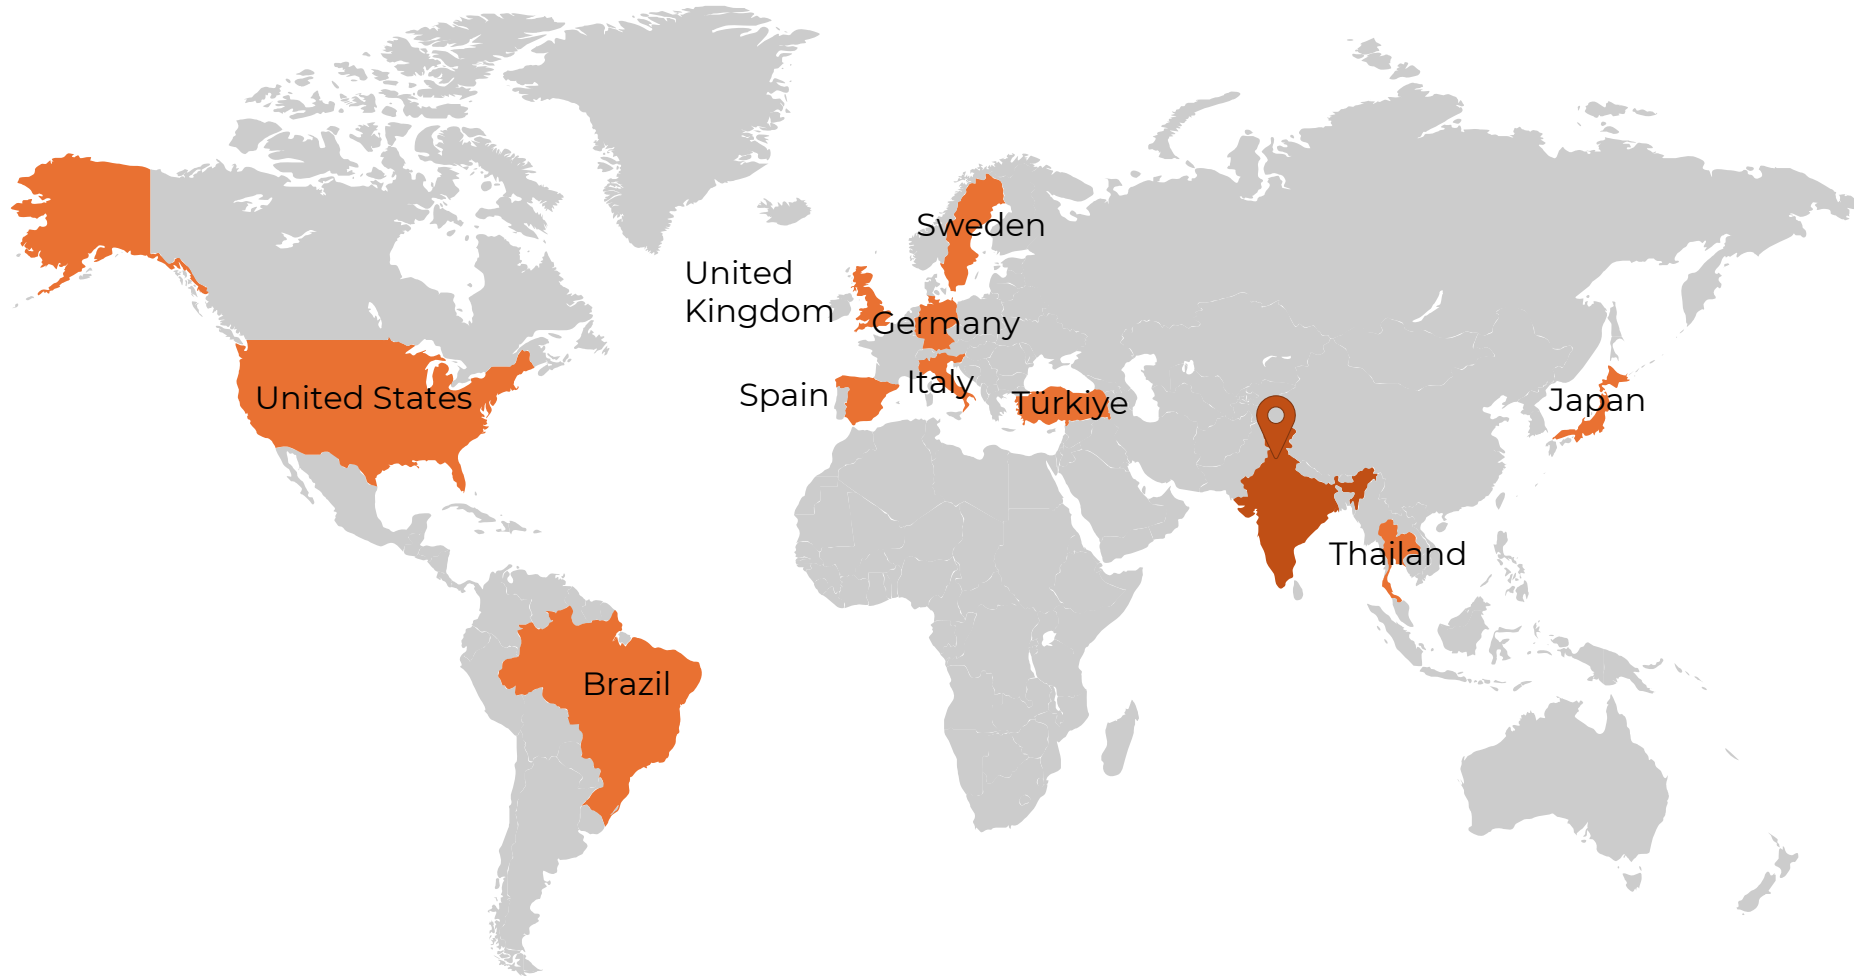 Sweden
United
Kingdom
Germany
Italy
Spain
Türkiye
United States
Japan
Thailand
Brazil